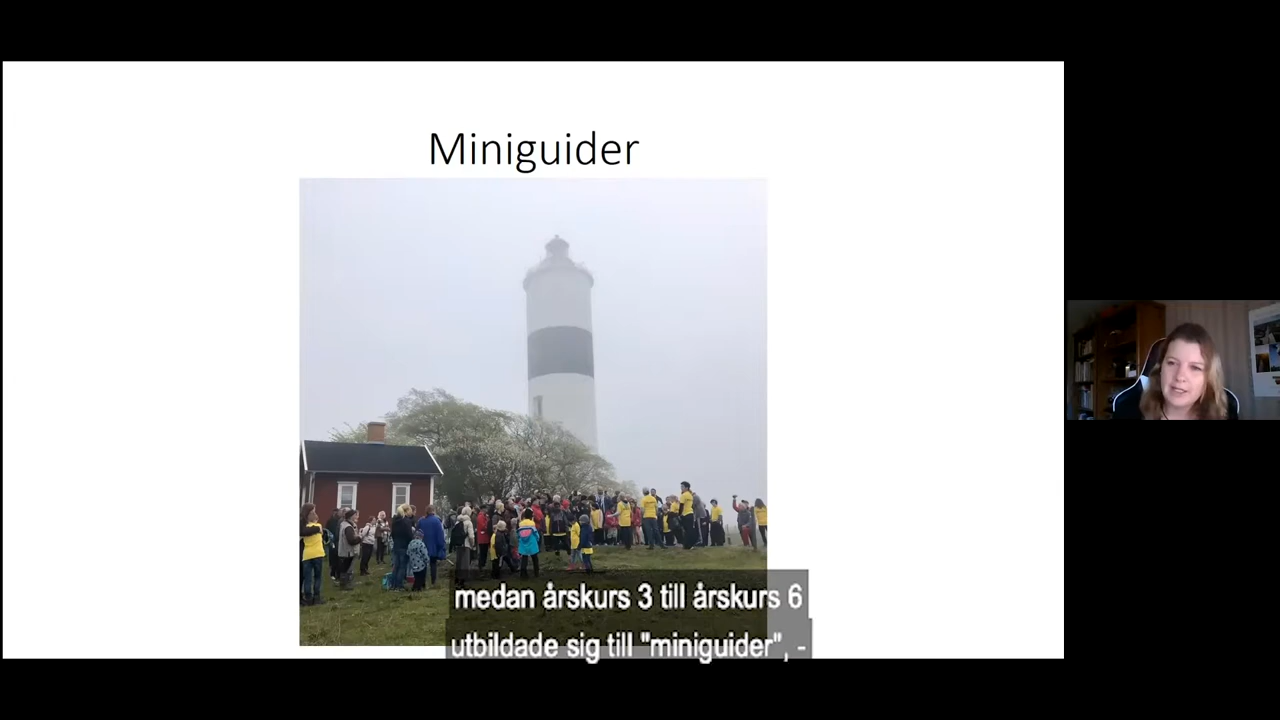 Miniguider
medan årskurs 3 till årskurs 6
utbildade sig till "miniguider", -